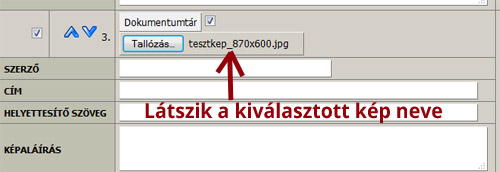 Dokumentumtár
3.
Tallózás.. tesztkep_870x600.jpg
SZERZŐ
CÍM
HELYETTESÍTŐ SZÖVEG
Látszik a kiválasztott kép neve
KÉPALÁÍRÁS